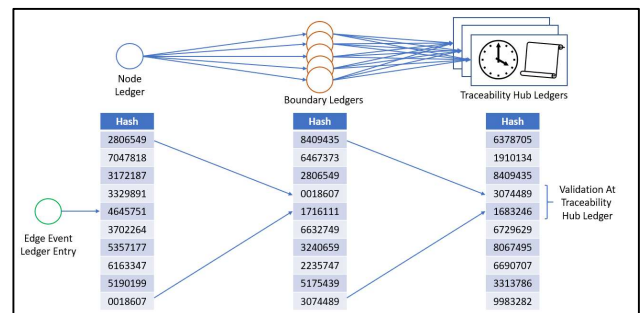 Node
Ledger
Boundary Ledgers
Traceability Hub Ledgers
Hash
Hash
Hash
2806549
8409435
6378705
7047818
6467373
1910134
3172187
2806549
8409435
3329891
0018607
3074489
4645751
1716111
1683246
3702264
6632749
6729629
5357177
3240659
8067495
6163347
2235747
6690707
5190199
5175439
3313786
0018607
3074489
9983282
Edge Event
Ledger Entry
Validation At
Traceability
Hub Ledger